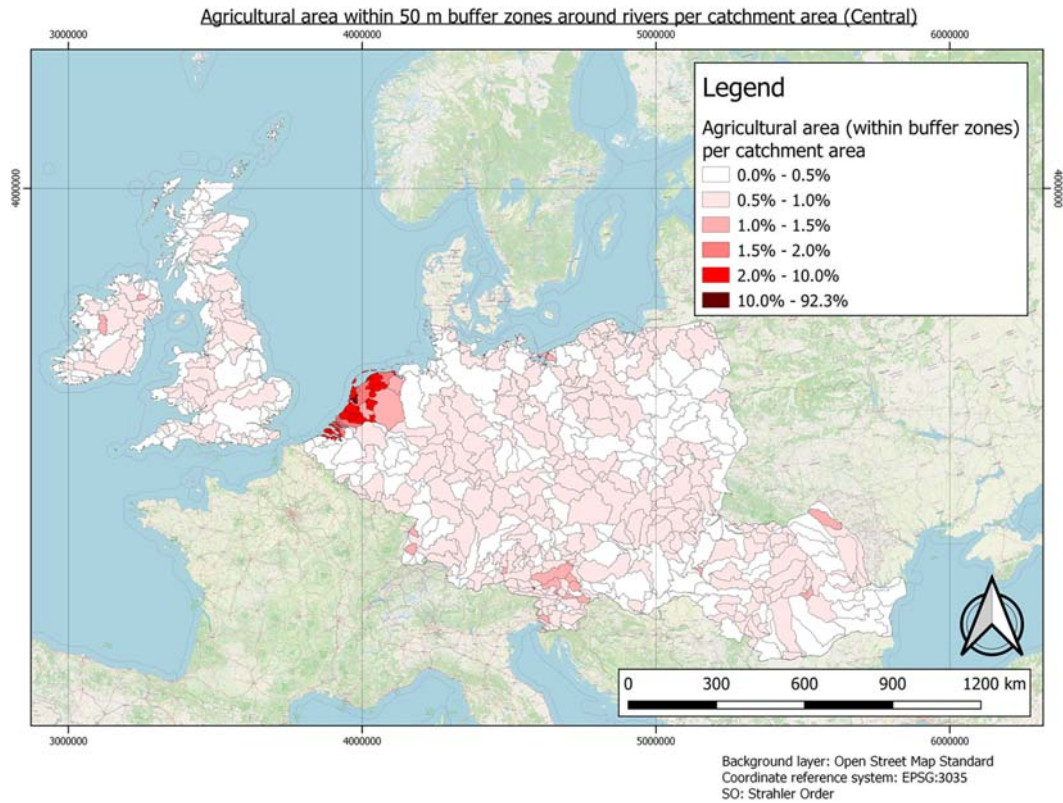 Agricultural area within 50 m buffer zones around rivers per catchment area (Central)
3000000 4000000 5000000 6000000
4000000 4000000
Legend
Agricultural area (within buffer zones)
per catchment area
0.0% - 0.5%
0.5% - 1.0%
1.0% - 1.5%
1.5% - 2.0%
2.0% - 10.0%
10.0% - 92.3%
0 300 600 900 1200 km
3000000 4000000 5000000 6000000
Background layer: Open Street Map Standard
Coordinate reference system: EPSG:3035
SO: Strahler Order